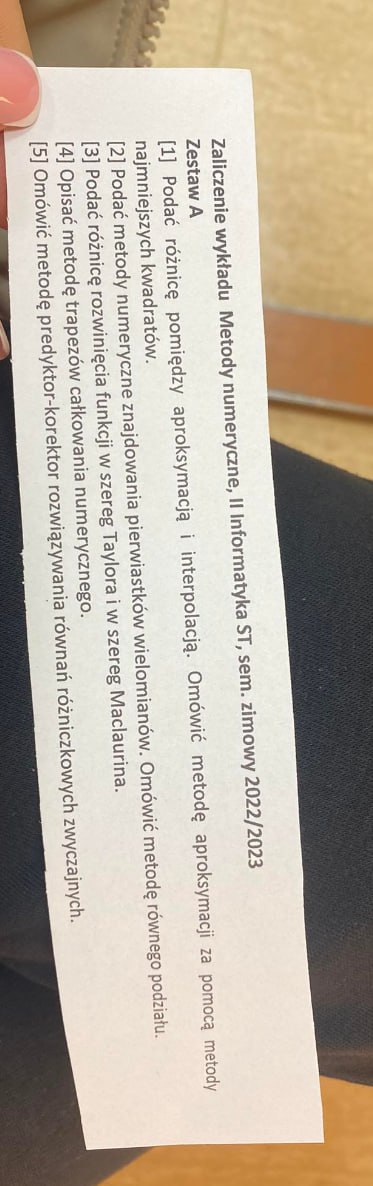 Zaliczenie wykładu Metody numeryczne, II Informatyka ST, sem. zimowy 2022/2023
Zestaw A
[1] Podać różnicę pomiędzy aproksymacją i interpolacją. Omówić metodę aproksymacji za pomocą metody
najmniejszych kwadratów.
[2] Podać metody numeryczne znajdowania pierwiastków wielomianów. Omówić metodę równego podziału.
[3] Podać różnicę rozwinięcia funkcji w szereg Taylora i w szereg Maclaurina.
[4] Opisać metodę trapezów całkowania numerycznego.
[5] Omówić metodę predyktor-korektor rozwiązywania równań różniczkowych zwyczajnych.